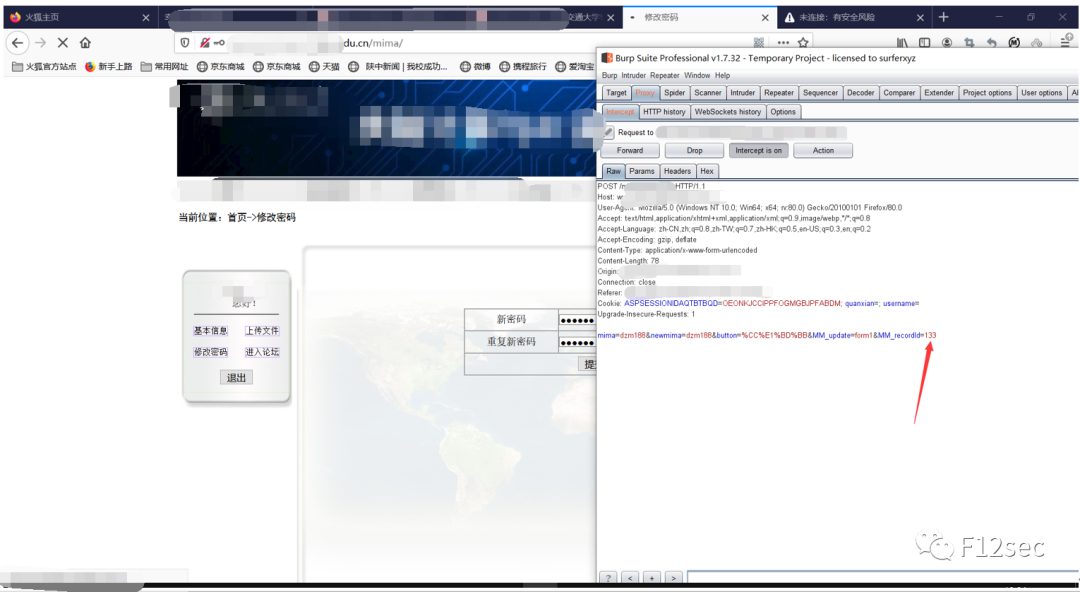 火狐主页
交通大学
修改密码
未连接：有安全风险
du.cn/mima/
火狐官方站点 新手上路 常用网址 京东商城 京东商城 天猫 陕中新闻 | 我校成功... 微博 携程旅行 爱淘宝
当前位置：首页->修改密码
您好！
基本信息 上传文件
修改密码 进入论坛
退出
新密码 ●●●●●●
重复新密码 ●●●●●●
Burp Suite Professional v1.7.32 - Temporary Project - licensed to surferxyz
Burp Intruder Repeater Window Help
Target Proxy Spider Scanner Intruder Repeater Sequencer Decoder Comparer Extender Project options User options Al
Intercept HTTP history WebSockets history Options
Request to
Forward Drop Intercept is on Action
Raw Params Headers Hex
POST HTTP/1.1
Host:
User-Agent: Mozilla/5.0 (Windows NT 10.0; Win64; x64; rv:80.0) Gecko/20100101 Firefox/80.0
Accept: text/html,application/xhtml+xml,application/xml;q=0.9,image/webp,*/*;q=0.8
Accept-Language: zh-CN,zh;q=0.8,zh-TW;q=0.7,zh-HK;q=0.5,en-US;q=0.3,en;q=0.2
Accept-Encoding: gzip, deflate
Content-Type: application/x-www-form-urlencoded
Content-Length: 78
Origin:
Connection: close
Referer:
Cookie: ASPSESSIONIDAQTBTBQD=OEONKJCCIPPFOGMGBJPFABDM; quanxian=; username=
Upgrade-Insecure-Requests: 1
mima=dzm188&newmima=dzm188&button=%CC%E1%BD%BB&MM_update=form1&MM_recordId=133
F12sec
? < + >